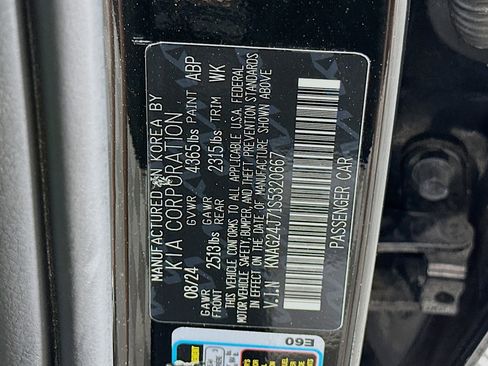 MANUFACTURED IN KOREA BY
KIA CORPORATION
08/24 GVWR 4365lbs PAINT ABP
GAWR FRONT 2513lbs GAWR REAR 2315lbs TRIM WK
THIS VEHICLE CONFORMS TO ALL APPLICABLE U.S.A. FEDERAL
MOTOR VEHICLE SAFETY, BUMPER, AND THEFT PREVENTION STANDARDS
IN EFFECT ON THE DATE OF MANUFACTURE SHOWN ABOVE
V.I.N KNAG24J71S5320667
PASSENGER CAR
E60